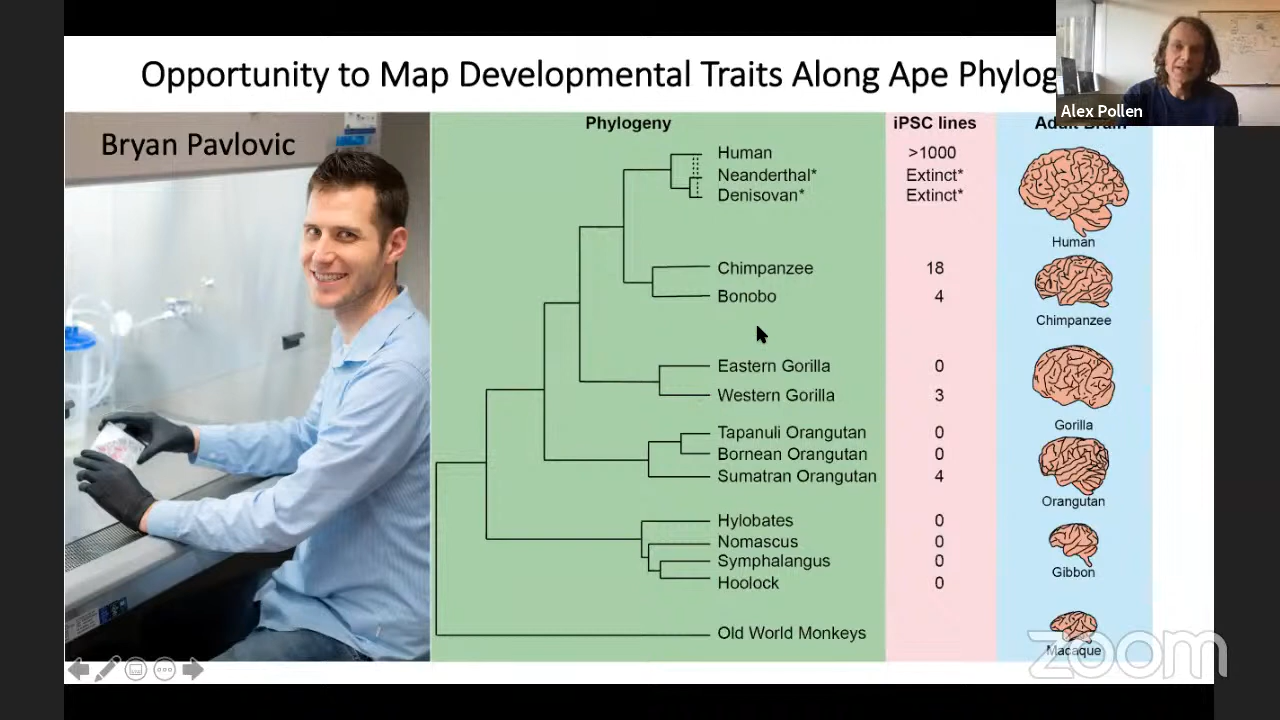 Opportunity to Map Developmental Traits Along Ape Phylog
Alex Pollen
Bryan Pavlovic
Phylogeny
iPSC lines
Adult Brain
Human >1000
Neanderthal* Extinct*
Denisovan* Extinct*
Human
Chimpanzee 18
Bonobo 4
Chimpanzee
Eastern Gorilla 0
Western Gorilla 3
Gorilla
Tapanuli Orangutan 0
Bornean Orangutan 0
Sumatran Orangutan 4
Orangutan
Hylobates 0
Nomascus 0
Symphalangus 0
Hoolock 0
Gibbon
Old World Monkeys
Macaque
zoom